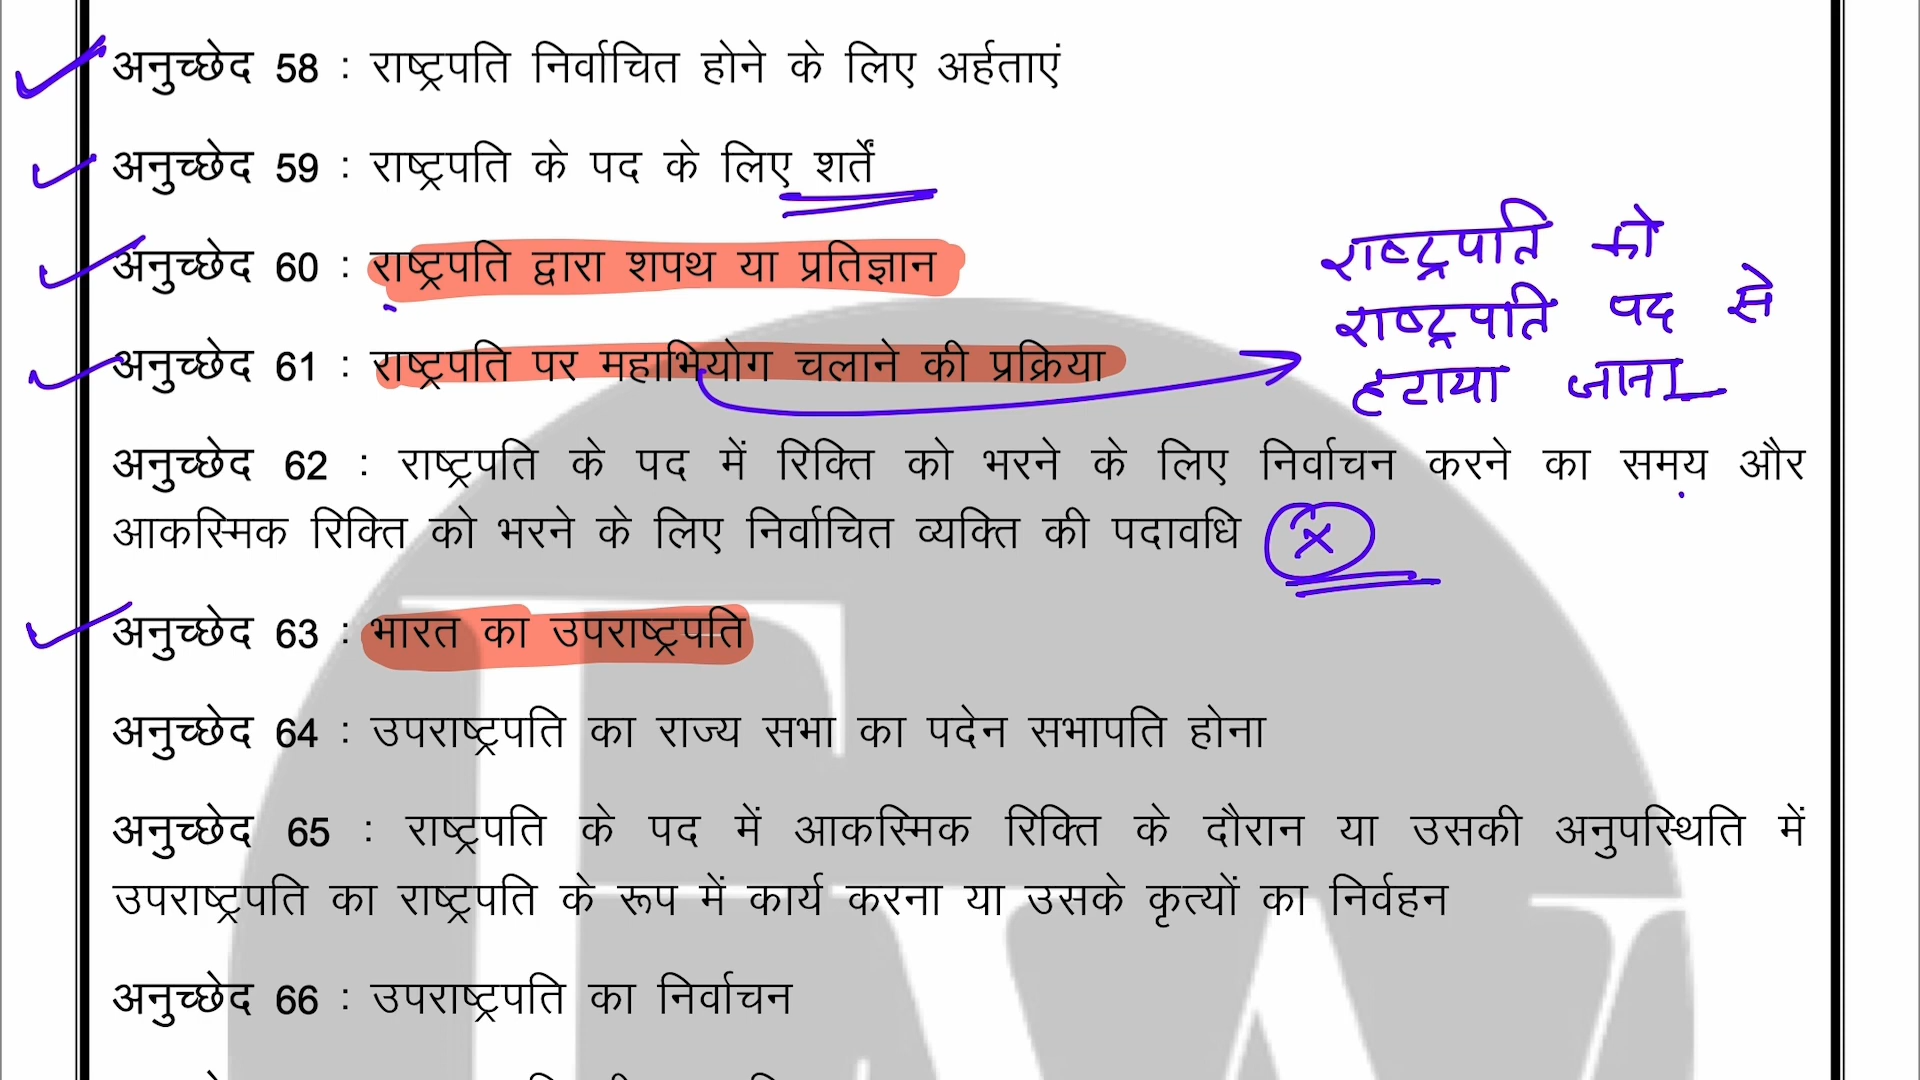 अनुच्छेद 58 : राष्ट्रपति निर्वाचित होने के लिए अर्हताएं
अनुच्छेद 59 : राष्ट्रपति के पद के लिए शर्तें
अनुच्छेद 60 : राष्ट्रपति द्वारा शपथ या प्रतिज्ञान
अनुच्छेद 61 : राष्ट्रपति पर महाभियोग चलाने की प्रक्रिया
राष्ट्रपति को
राष्ट्रपति पद से
हटाया जाना
अनुच्छेद 62 : राष्ट्रपति के पद में रिक्ति को भरने के लिए निर्वाचन करने का समय और
आकस्मिक रिक्ति को भरने के लिए निर्वाचित व्यक्ति की पदावधि
अनुच्छेद 63 : भारत का उपराष्ट्रपति
अनुच्छेद 64 : उपराष्ट्रपति का राज्य सभा का पदेन सभापति होना
अनुच्छेद 65 : राष्ट्रपति के पद में आकस्मिक रिक्ति के दौरान या उसकी अनुपस्थिति में
उपराष्ट्रपति का राष्ट्रपति के रूप में कार्य करना या उसके कृत्यों का निर्वहन
अनुच्छेद 66 : उपराष्ट्रपति का निर्वाचन